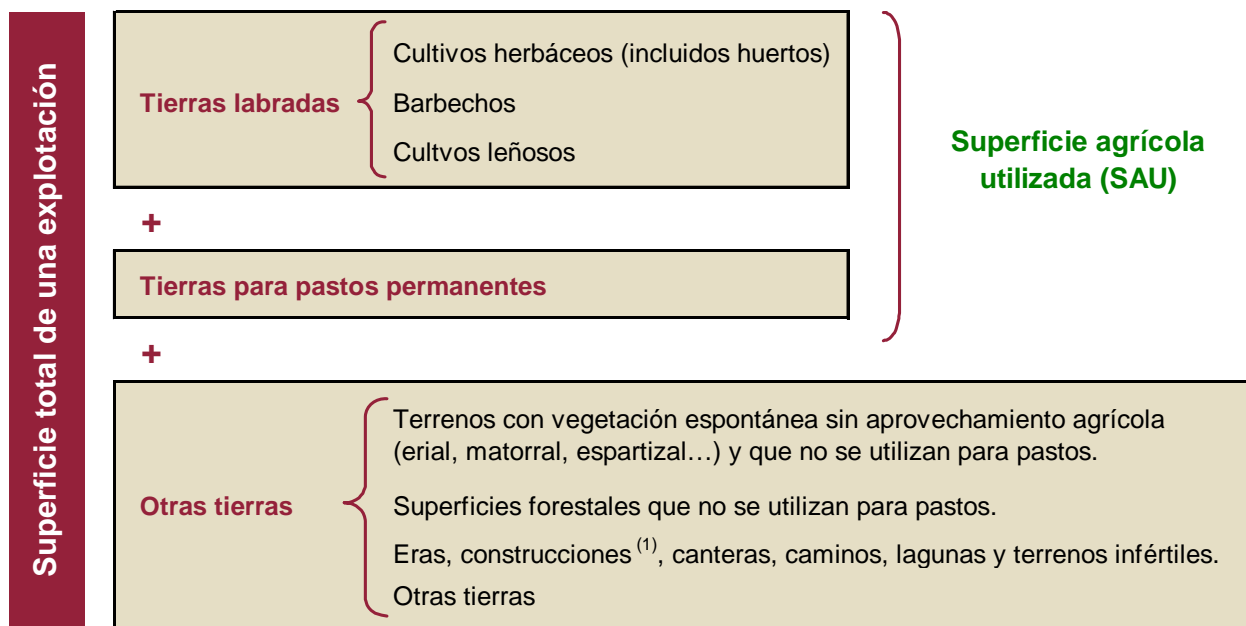 Superficie total de una explotación
Tierras labradas
Cultivos herbáceos (incluidos huertos)
Barbechos
Cultvos leñosos
Superficie agrícola
utilizada (SAU)
+
Tierras para pastos permanentes
+
Otras tierras
Terrenos con vegetación espontánea sin aprovechamiento agrícola
(erial, matorral, espartizal…) y que no se utilizan para pastos.
Superficies forestales que no se utilizan para pastos.
Eras, construcciones (1), canteras, caminos, lagunas y terrenos infértiles.
Otras tierras